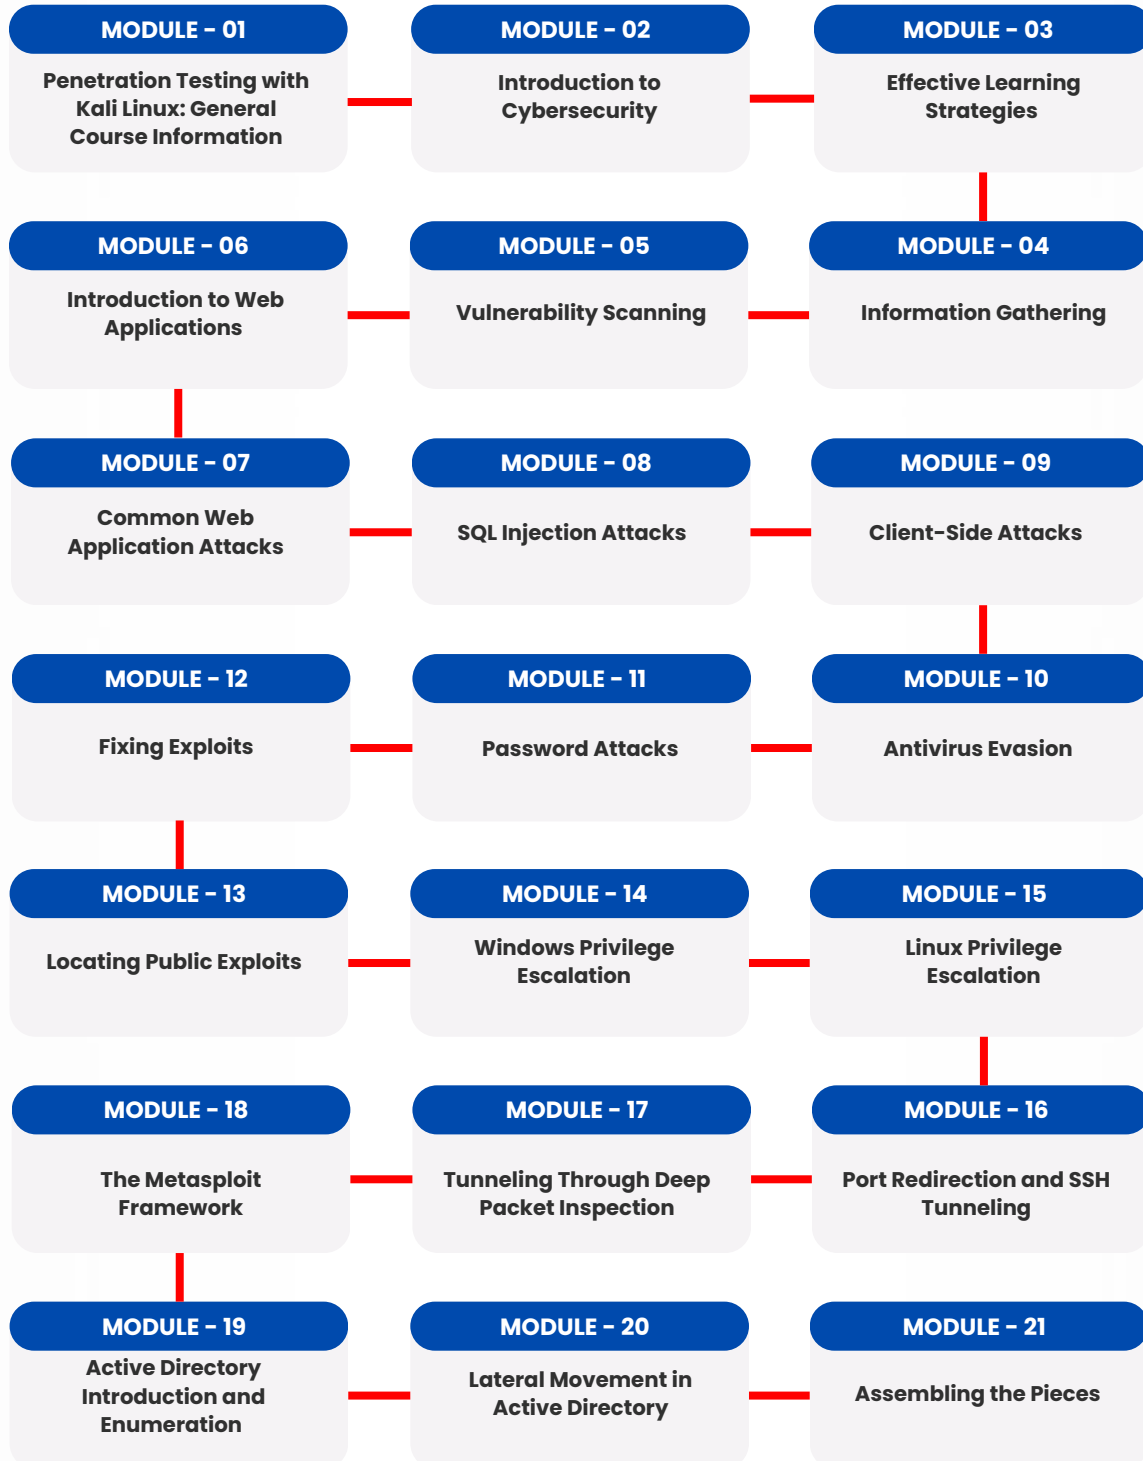 MODULE - 01
Penetration Testing with
Kali Linux: General
Course Information
MODULE - 02
Introduction to
Cybersecurity
MODULE - 03
Effective Learning
Strategies
MODULE - 04
Information Gathering
MODULE - 05
Vulnerability Scanning
MODULE - 06
Introduction to Web
Applications
MODULE - 07
Common Web
Application Attacks
MODULE - 08
SQL Injection Attacks
MODULE - 09
Client-Side Attacks
MODULE - 10
Antivirus Evasion
MODULE - 11
Password Attacks
MODULE - 12
Fixing Exploits
MODULE - 13
Locating Public Exploits
MODULE - 14
Windows Privilege
Escalation
MODULE - 15
Linux Privilege
Escalation
MODULE - 16
Port Redirection and SSH
Tunneling
MODULE - 17
Tunneling Through Deep
Packet Inspection
MODULE - 18
The Metasploit
Framework
MODULE - 19
Active Directory
Introduction and
Enumeration
MODULE - 20
Lateral Movement in
Active Directory
MODULE - 21
Assembling the Pieces